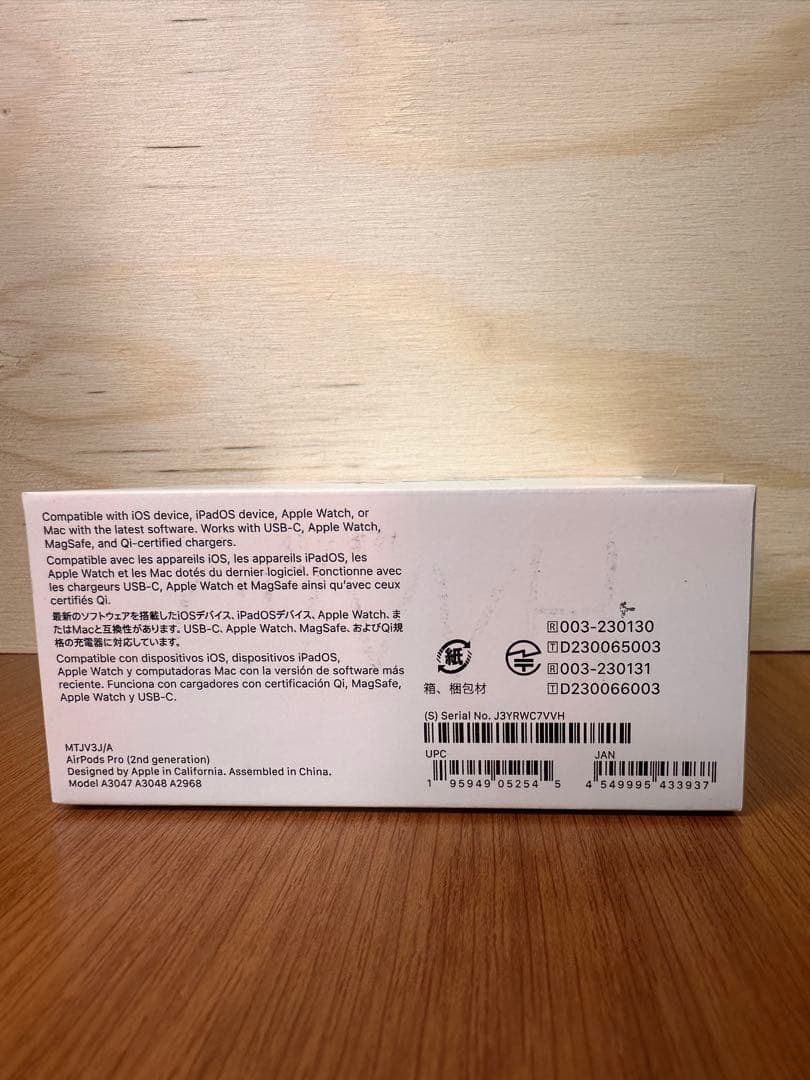 Compatible with iOS device, iPadOS device, Apple Watch, or
Mac with the latest software. Works with USB-C, Apple Watch,
MagSafe, and Qi-certified chargers.
Compatible avec les appareils iOS, les appareils iPadOS, les
Apple Watch et les Mac dotés du dernier logiciel. Fonctionne avec
les chargeurs USB-C, Apple Watch et MagSafe ainsi qu'avec ceux
certifiés Qi.
最新のソフトウェアを搭載したiOSデバイス、iPadOSデバイス、Apple Watch、ま
たはMacと互換性があります。USB-C、Apple Watch、MagSafe、およびQi規
格の充電器に対応しています。
Compatible con dispositivos iOS, dispositivos iPadOS,
Apple Watch y computadoras Mac con la versión de software más
reciente. Funciona con cargadores con certificación Qi, MagSafe,
Apple Watch y USB-C.
MTJV3J/A
AirPods Pro (2nd generation)
Designed by Apple in California. Assembled in China.
Model A3047 A3048 A2968
紙
箱、梱包材
R 003-230130
T D230065003
R 003-230131
T D230066003
(S) Serial No. J3YRWC7VVH
UPC
1 95949 05254 5
JAN
4 549995 433937